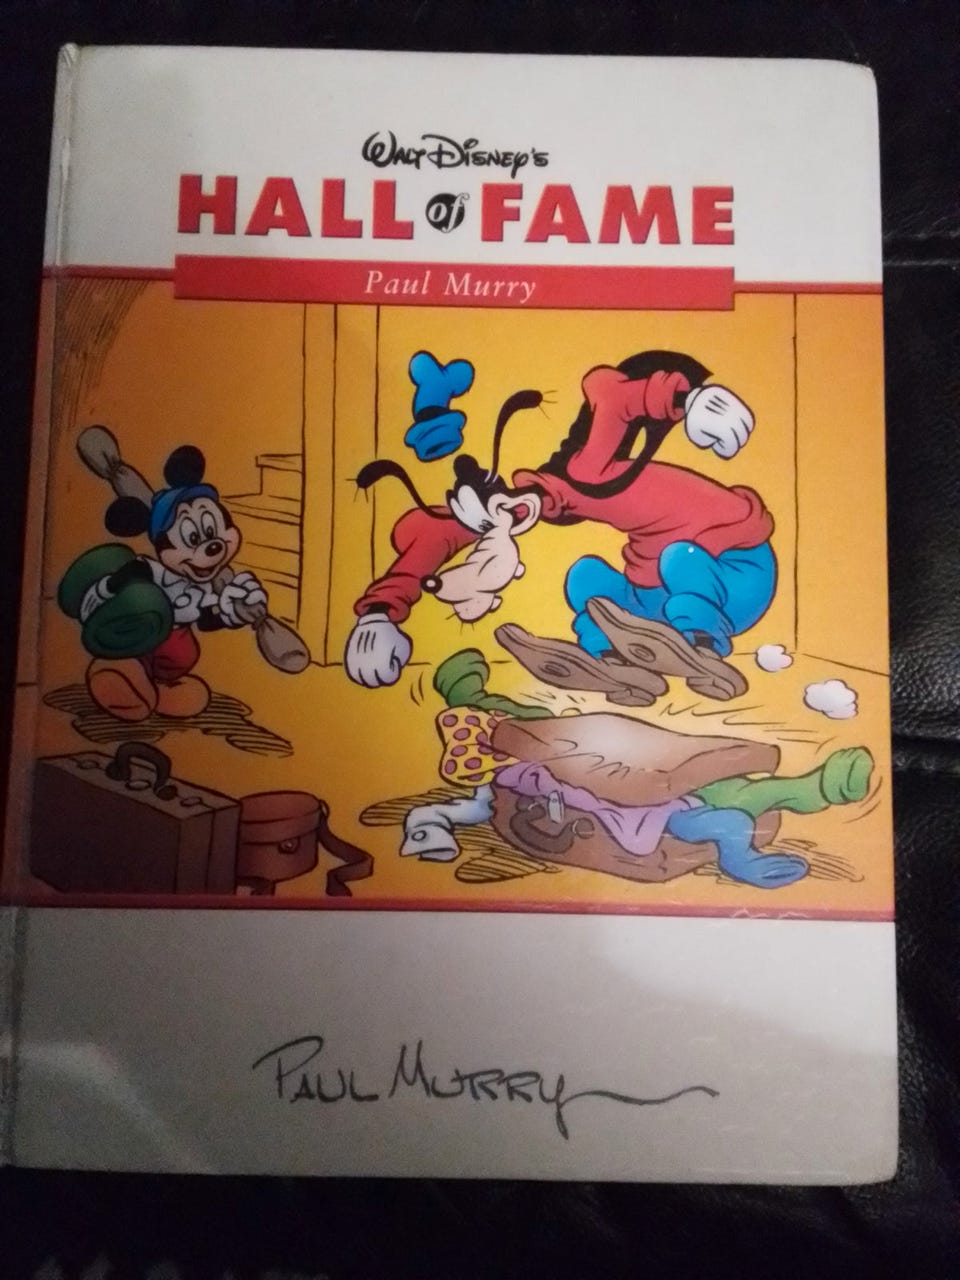 Walt Disney's
HALL of FAME
Paul Murry
PAUL MURRY